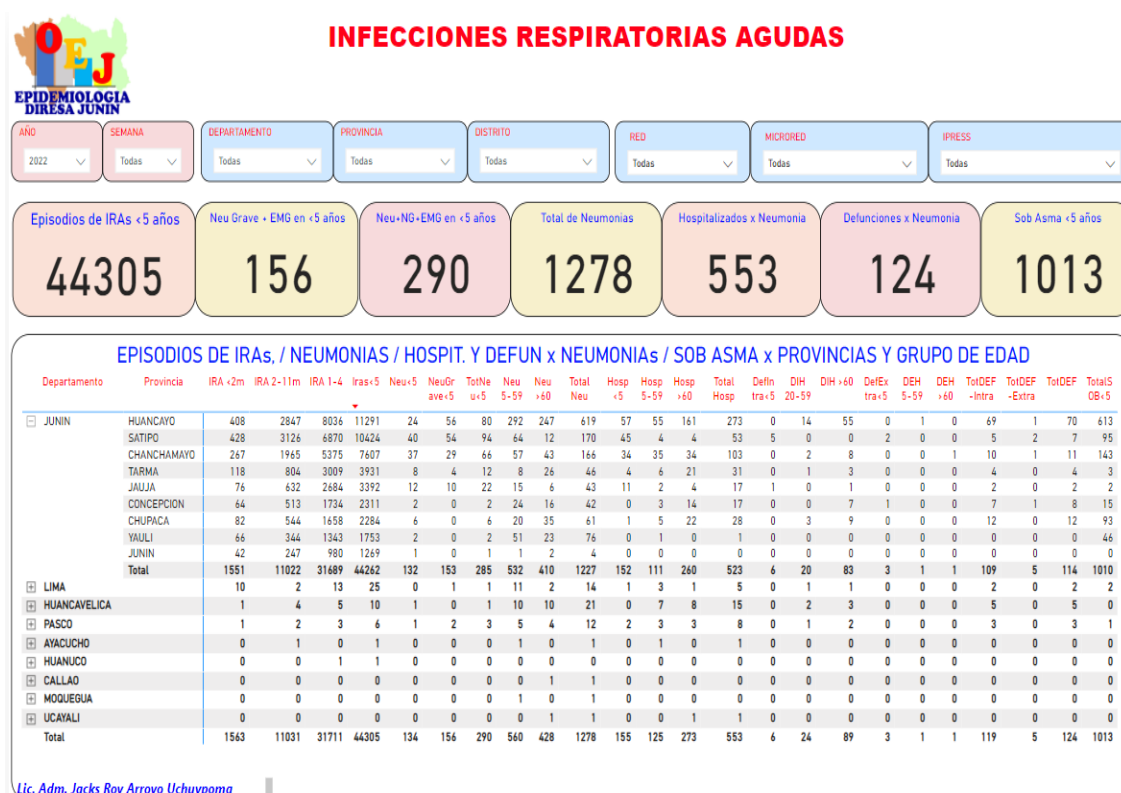 INFECCIONES RESPIRATORIAS AGUDAS
OEJ
EPIDEMIOLOGIA
DIRESA JUNIN
AÑO SEMANA DEPARTAMENTO PROVINCIA DISTRITO RED MICRORED IPRESS
2022 Todas Todas Todas Todas Todas Todas Todas
Episodios de IRAs <5 años Neu Grave + EMG en <5 años Neu+NG+EMG en <5 años Total de Neumonias Hospitalizados x Neumonia Defunciones x Neumonia Sob Asma <5 años
44305 156 290 1278 553 124 1013
EPISODIOS DE IRAs, / NEUMONIAS / HOSPIT. Y DEFUN x NEUMONIAs / SOB ASMA x PROVINCIAS Y GRUPO DE EDAD
Departamento Provincia IRA <2m IRA 2-11m IRA 1-4 Iras<5 Neu<5 NeuGr TotNe Neu Neu Total Hosp Hosp Hosp Total DefIn DIH DIH >60 DefEx DEH DEH TotDEF TotDEF TotDEF TotalS
ave<5 u<5 5-59 >60 Neu <5 5-59 >60 Hosp tra<5 20-59 tra<5 5-59 >60 -Intra -Extra OB<5
JUNIN HUANCAYO 408 2847 8036 11291 24 56 80 292 247 619 57 55 161 273 0 14 55 0 1 0 69 1 70 613
SATIPO 428 3126 6870 10424 40 54 94 64 12 170 45 4 4 53 5 0 0 2 0 0 5 2 7 95
CHANCHAMAYO 267 1965 5375 7607 37 29 66 57 43 166 34 35 34 103 0 2 8 0 0 1 10 1 11 143
TARMA 118 804 3009 3931 8 4 12 8 26 46 4 6 21 31 0 1 3 0 0 0 4 0 4 3
JAUJA 76 632 2684 3392 12 10 22 15 6 43 11 2 4 17 1 0 1 0 0 0 2 0 2 2
CONCEPCION 64 513 1734 2311 2 0 2 24 16 42 0 3 14 17 0 0 7 1 0 0 7 1 8 15
CHUPACA 82 544 1658 2284 6 0 6 20 35 61 1 5 22 28 0 3 9 0 0 0 12 0 12 93
YAULI 66 344 1343 1753 2 0 2 51 23 76 0 1 0 1 0 0 0 0 0 0 0 0 0 46
JUNIN 42 247 980 1269 1 0 1 1 2 4 0 0 0 0 0 0 0 0 0 0 0 0 0 0
Total 1551 11022 31689 44262 132 153 285 532 410 1227 152 111 260 523 6 20 83 3 1 1 109 5 114 1010
LIMA 10 2 13 25 0 1 1 11 2 14 1 3 1 5 0 1 1 0 0 0 2 0 2 2
HUANCAVELICA 1 4 5 10 1 0 1 10 10 21 0 7 8 15 0 2 3 0 0 0 5 0 5 0
PASCO 1 2 3 6 1 2 3 5 4 12 2 3 3 8 0 1 2 0 0 0 3 0 3 1
AYACUCHO 0 1 0 1 0 0 0 1 0 1 0 1 0 1 0 0 0 0 0 0 0 0 0 0
HUANUCO 0 0 1 1 0 0 0 0 0 0 0 0 0 0 0 0 0 0 0 0 0 0 0 0
CALLAO 0 0 0 0 0 0 0 0 1 1 0 0 0 0 0 0 0 0 0 0 0 0 0 0
MOQUEGUA 0 0 0 0 0 0 0 1 0 1 0 0 0 0 0 0 0 0 0 0 0 0 0 0
UCAYALI 0 0 0 0 0 0 0 0 1 1 0 0 1 1 0 0 0 0 0 0 0 0 0 0
Total 1563 11031 31711 44305 134 156 290 560 428 1278 155 125 273 553 6 24 89 3 1 1 119 5 124 1013
Lic. Adm. Jacks Roy Arroyo Uchuypoma